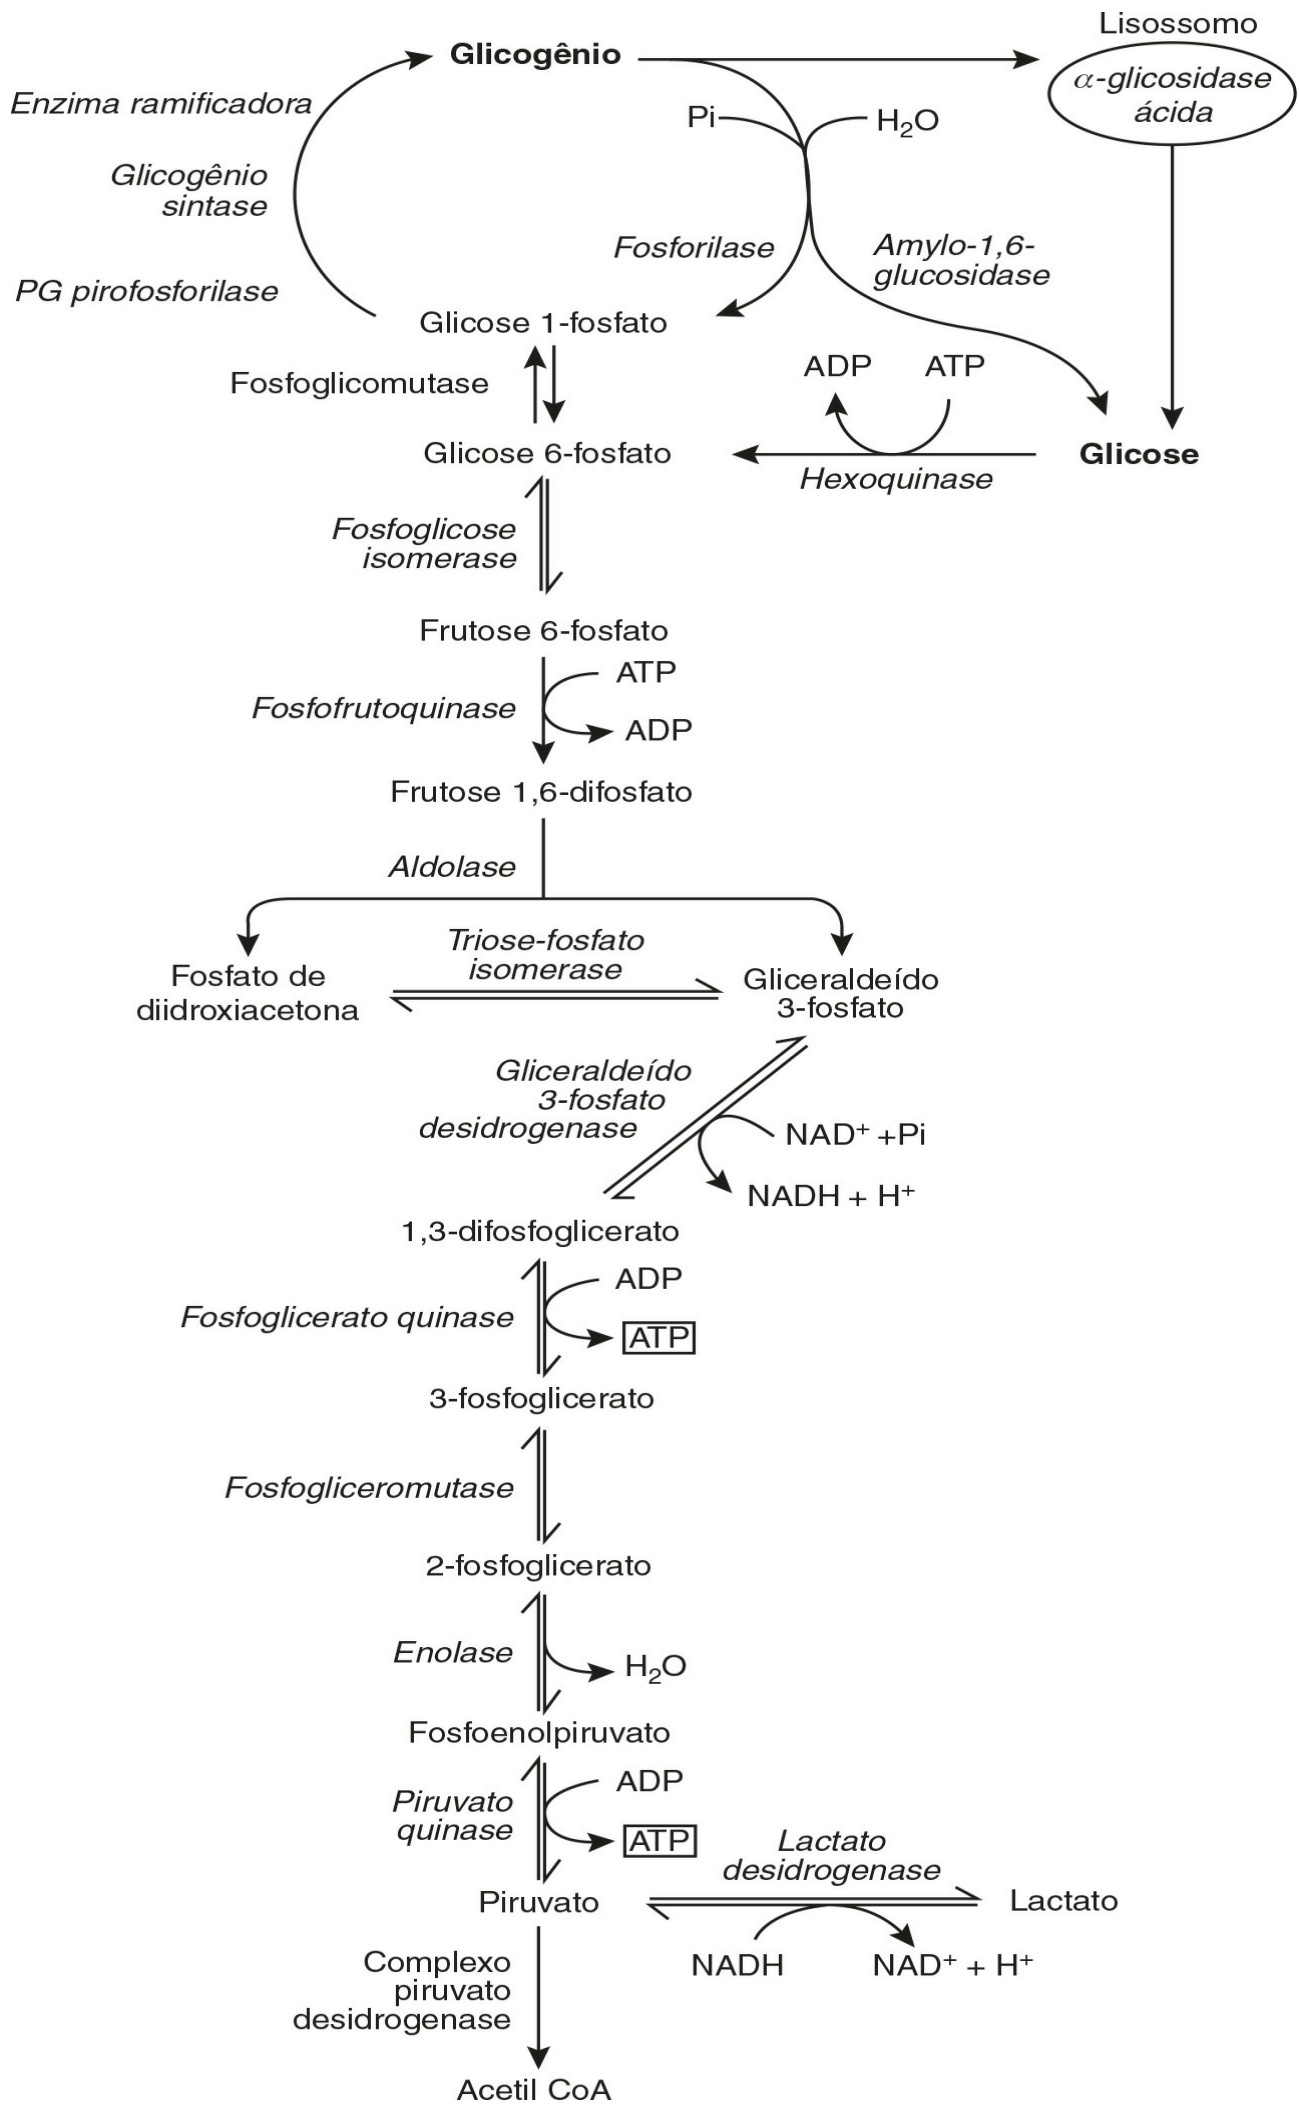 Lisossomo
Glicogênio
α-glicosidase
ácida
Enzima ramificadora
Pi
H₂O
Glicogênio
sintase
Fosforilase
Amylo-1,6-
glucosidase
PG pirofosforilase
Glicose 1-fosfato
ADP
ATP
Fosfoglicomutase
Glicose 6-fosfato
Glicose
Hexoquinase
Fosfoglicose
isomerase
Frutose 6-fosfato
ATP
Fosfofrutoquinase
ADP
Frutose 1,6-difosfato
Aldolase
Triose-fosfato
isomerase
Fosfato de
diidroxiacetona
Gliceraldeído
3-fosfato
Gliceraldeído
3-fosfato
desidrogenase
NAD⁺ +Pi
NADH + H⁺
1,3-difosfoglicerato
ADP
Fosfoglicerato quinase
ATP
3-fosfoglicerato
Fosfogliceromutase
2-fosfoglicerato
Enolase
H₂O
Fosfoenolpiruvato
ADP
Piruvato
quinase
ATP
Lactato
desidrogenase
Piruvato
Lactato
NADH
NAD⁺ + H⁺
Complexo
piruvato
desidrogenase
Acetil CoA